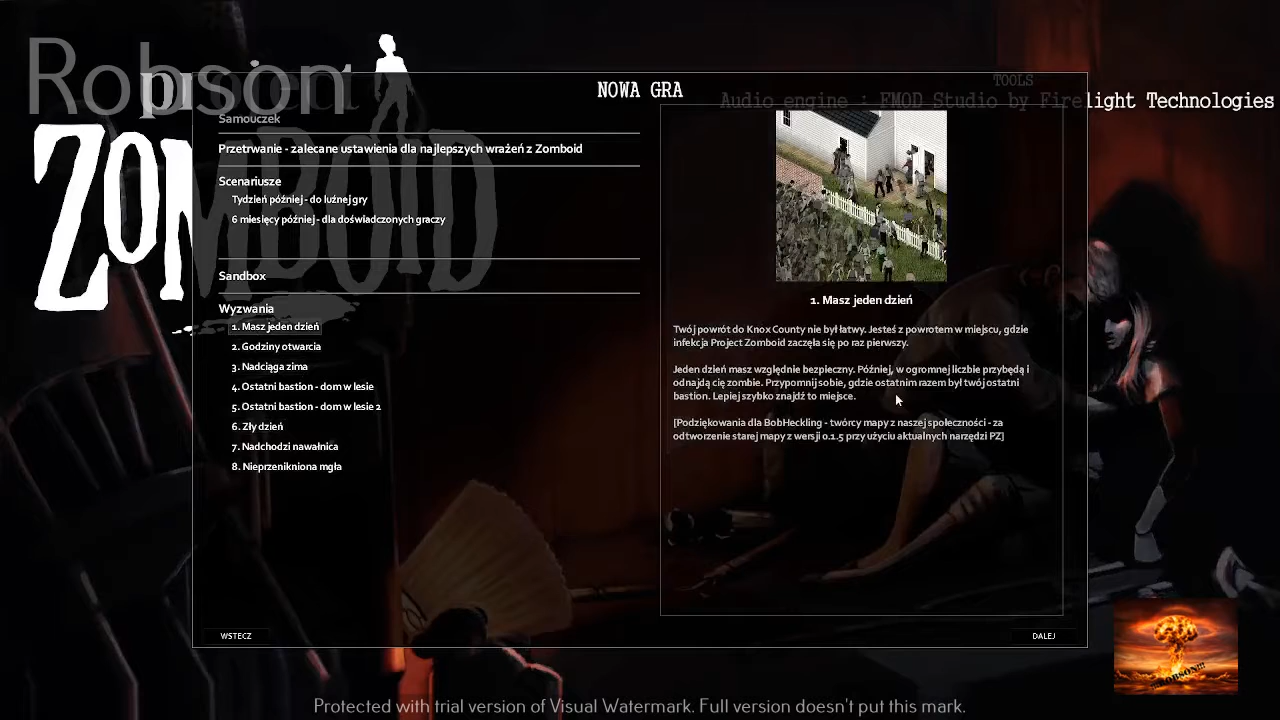 Robson
project
ZOMBOID
NOWA GRA
TOOLS
Audio engine : FMOD Studio by Firelight Technologies
Samouczek
Przetrwanie - zalecane ustawienia dla najlepszych wrażeń z Zomboid
Scenariusze
Tydzień później - do luźnej gry
6 miesięcy później - dla doświadczonych graczy
Sandbox
Wyzwania
1. Masz jeden dzień
2. Godziny otwarcia
3. Nadciąga zima
4. Ostatni bastion - dom w lesie
5. Ostatni bastion - dom w lesie 2
6. Zły dzień
7. Nadchodzi nawałnica
8. Nieprzenikniona mgła
1. Masz jeden dzień
Twój powrót do Knox County nie był łatwy. Jesteś z powrotem w miejscu, gdzie
infekcja Project Zomboid zaczęła się po raz pierwszy.
Jeden dzień masz względnie bezpieczny. Później, w ogromnej liczbie przybędą i
odnajdą cię zombie. Przypomnij sobie, gdzie ostatnim razem był twój ostatni
bastion. Lepiej szybko znajdź to miejsce.
[Podziękowania dla BobHeckling - twórcy mapy z naszej społeczności - za
odtworzenie starej mapy z wersji 0.1.5 przy użyciu aktualnych narzędzi PZ]
WSTECZ
DALEJ
!!!ROBSON!!!
Protected with trial version of Visual Watermark. Full version doesn't put this mark.